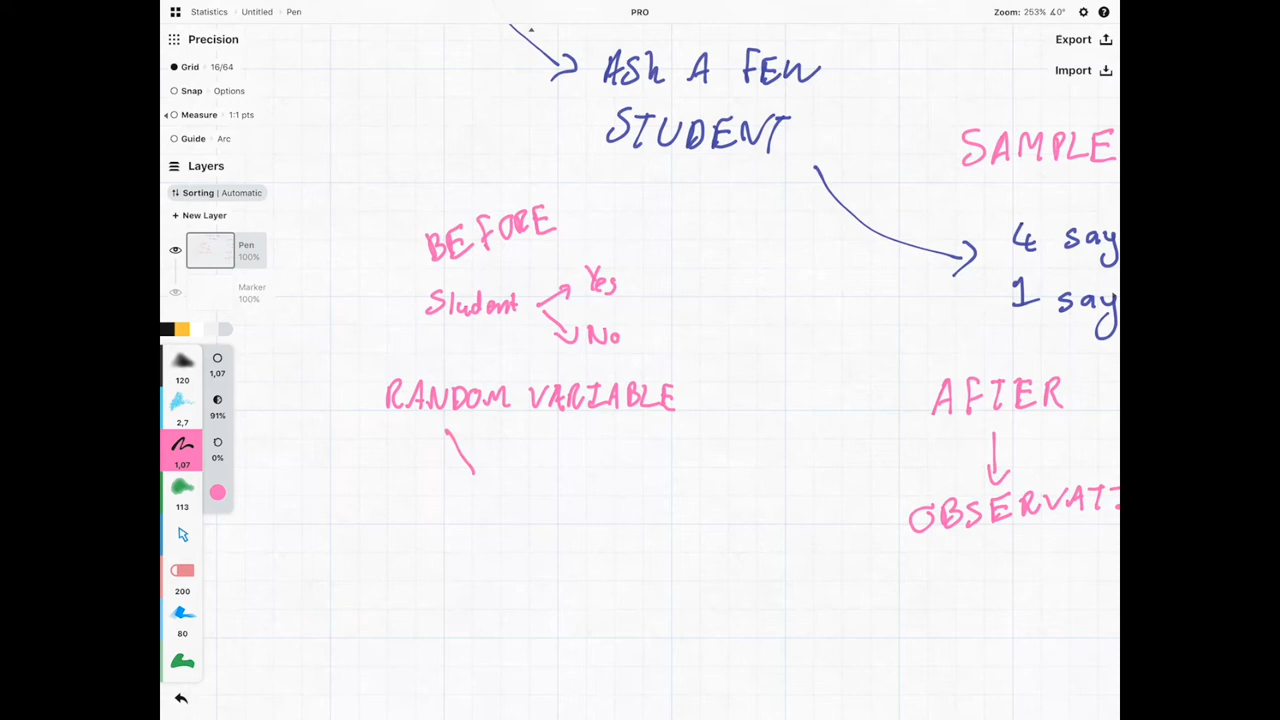 Statistics Untitled Pen
PRO
Zoom: 253% ∡0°
Precision
Grid 16/64
Snap Options
Measure 1:1 pts
Guide Arc
Layers
Sorting | Automatic
+ New Layer
Pen
100%
Marker
100%
120
2,7
1,07
113
200
80
1,07
91%
0%
Export
Import
ASK A FEW
STUDENT
SAMPLE
4 say
1 say
BEFORE
Student
Yes
No
RANDOM VARIABLE
AFTER
OBSERVATI